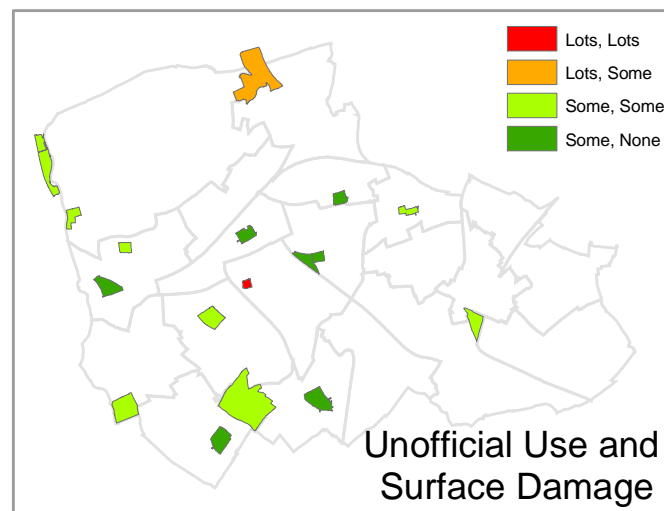 Lots, Lots
Lots, Some
Some, Some
Some, None
Unofficial Use and
Surface Damage